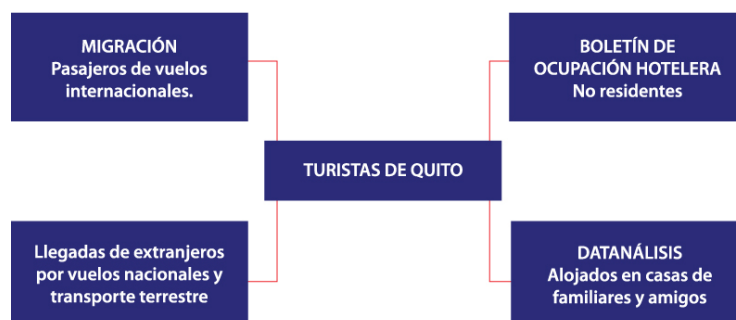 MIGRACIÓN
Pasajeros de vuelos
internacionales.
BOLETÍN DE
OCUPACIÓN HOTELERA
No residentes
TURISTAS DE QUITO
Llegadas de extranjeros
por vuelos nacionales y
transporte terrestre
DATANÁLISIS
Alojados en casas de
familiares y amigos